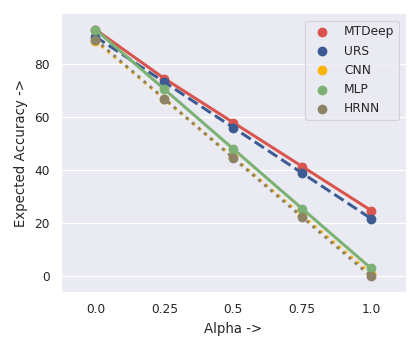 MTDeep
URS
CNN
MLP
HRNN
Expected Accuracy ->
80
60
40
20
0
0.0 0.25 0.5 0.75 1.0
Alpha ->